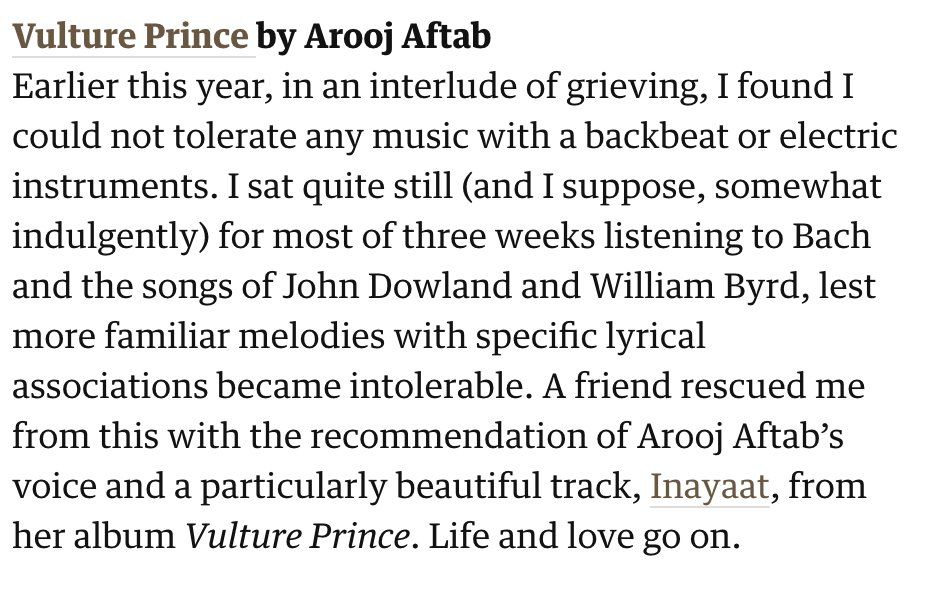 Vulture Prince by Arooj Aftab
Earlier this year, in an interlude of grieving, I found I
could not tolerate any music with a backbeat or electric
instruments. I sat quite still (and I suppose, somewhat
indulgently) for most of three weeks listening to Bach
and the songs of John Dowland and William Byrd, lest
more familiar melodies with specific lyrical
associations became intolerable. A friend rescued me
from this with the recommendation of Arooj Aftab’s
voice and a particularly beautiful track, Inayaat, from
her album Vulture Prince. Life and love go on.